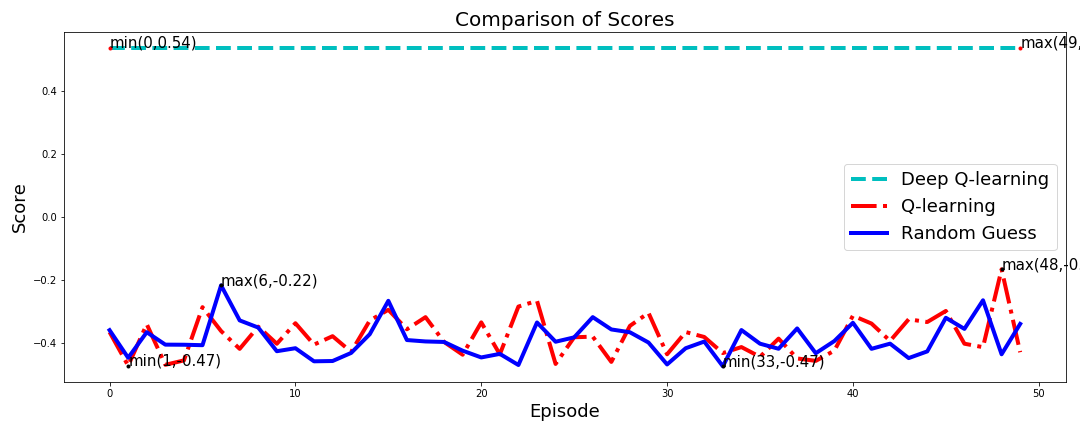 Comparison of Scores
min(0,0.54)
max(49,
0.4
0.2
0.0
−0.2
−0.4
Score
Deep Q-learning
Q-learning
Random Guess
max(6,-0.22)
max(48,-0.
min(1,-0.47)
min(33,-0.47)
0
10
20
30
40
50
Episode